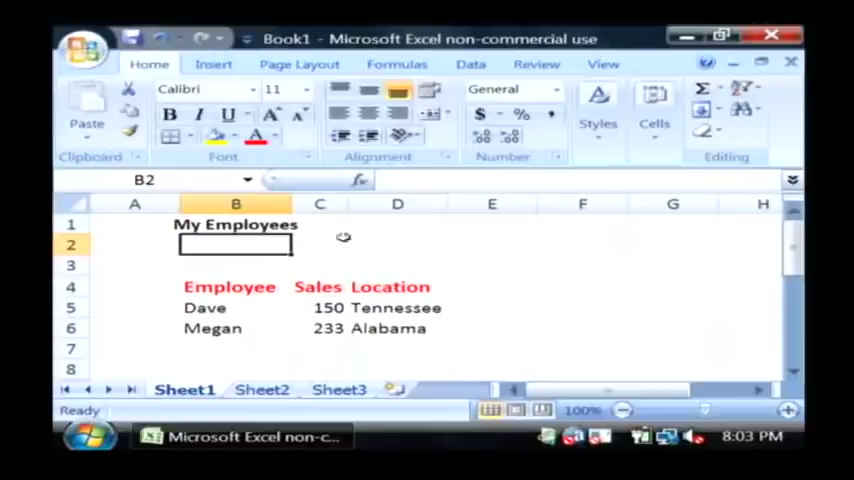 Book1 - Microsoft Excel non-commercial use
Home Insert Page Layout Formulas Data Review View
Calibri 11 General
Paste B I U A A $ % , Styles Cells Σ
A
Clipboard Font Alignment Number Editing
B2 fx
A B C D E F G H
1 My Employees
2
3
4 Employee Sales Location
5 Dave 150 Tennessee
6 Megan 233 Alabama
7
8
Sheet1 Sheet2 Sheet3
Ready 100%
Microsoft Excel non-c... 8:03 PM